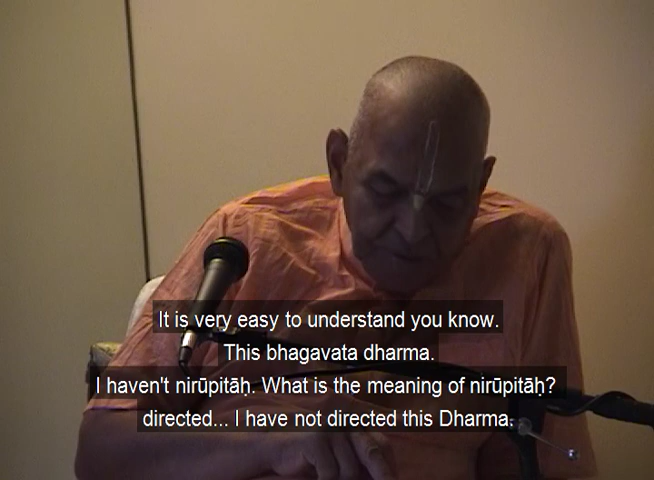 It is very easy to understand you know.
This bhagavata dharma.
I haven't nirūpitāḥ. What is the meaning of nirūpitāḥ?
directed... I have not directed this Dharma.